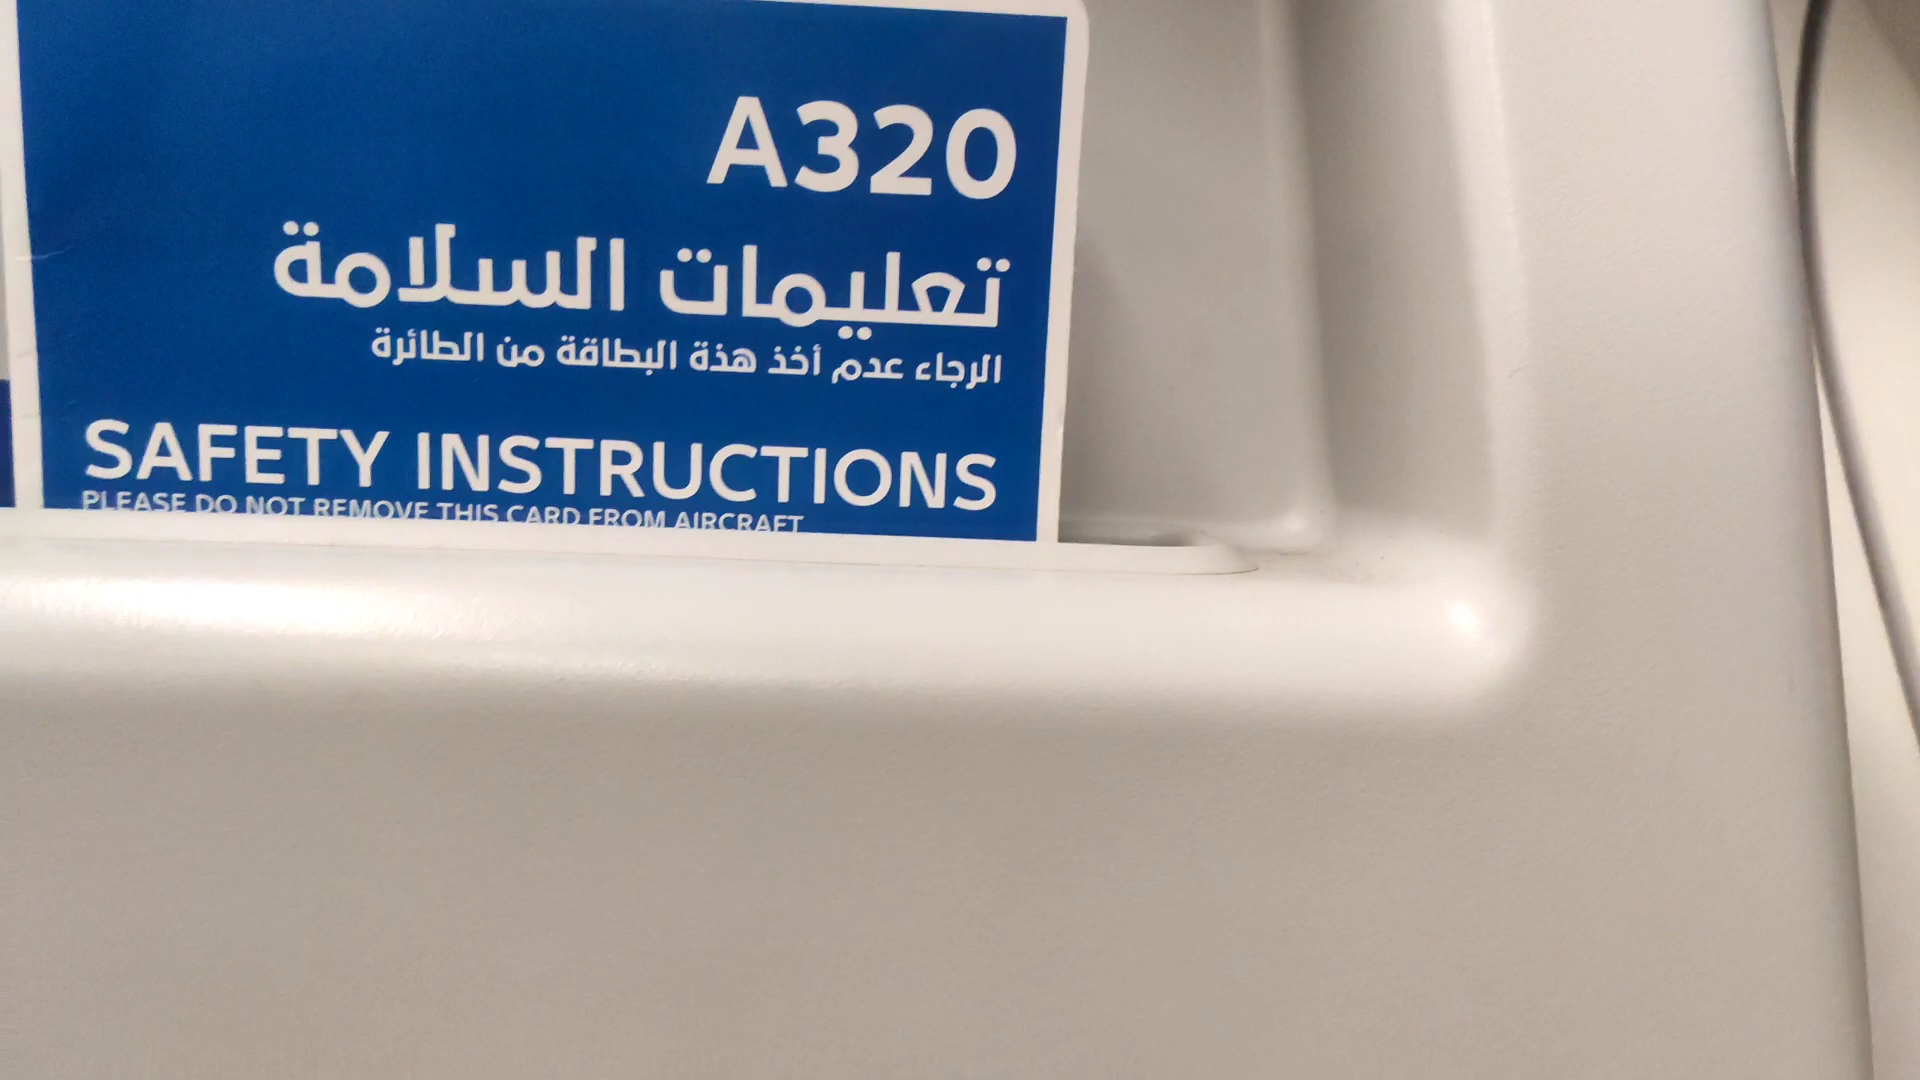 A320
تعليمات السلامة
الرجاء عدم أخذ هذة البطاقة من الطائرة
SAFETY INSTRUCTIONS
PLEASE DO NOT REMOVE THIS CARD FROM AIRCRAFT